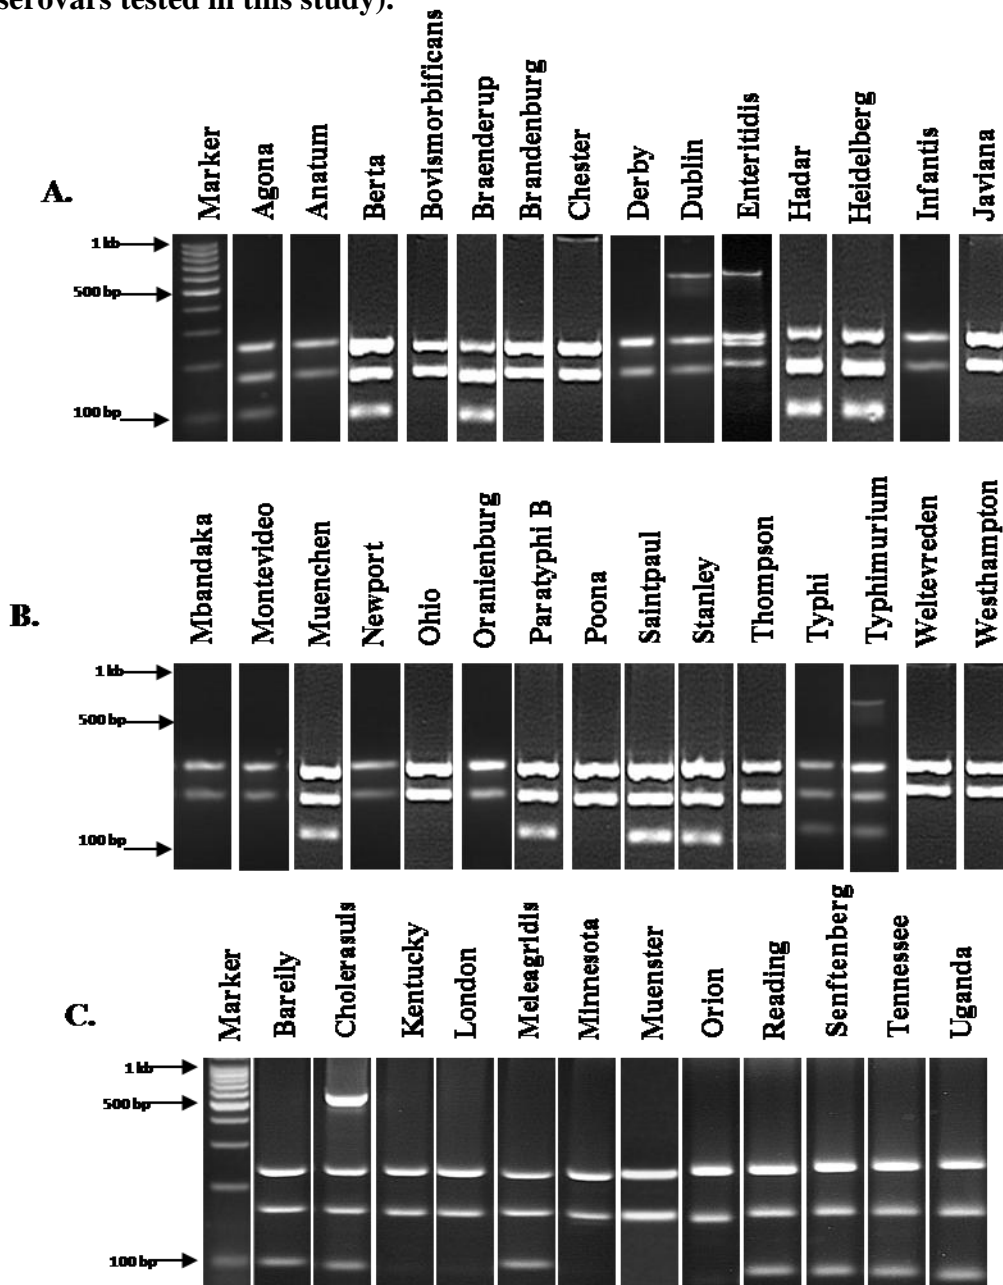 serovars tested in this study).
A.
Marker
Agona
Anatum
Berta
Bovismorbificans
Braenderup
Brandenburg
Chester
Derby
Dublin
Enteritidis
Hadar
Heidelberg
Infantis
Javiana
1 kb
500 bp
100 bp
B.
Mbandaka
Montevideo
Muenchen
Newport
Ohio
Oranienburg
Paratyphi B
Poona
Saintpaul
Stanley
Thompson
Typhi
Typhimurium
Weltevreden
Westhampton
1 kb
500 bp
100 bp
C.
Marker
Bareily
Cholerasuis
Kentucky
London
Meleagridis
Minnesota
Muenster
Orion
Reading
Senftenberg
Tennessee
Uganda
1 kb
500 bp
100 bp